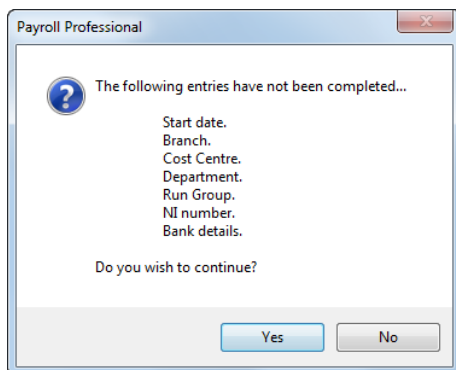 Payroll Professional
The following entries have not been completed...
Start date.
Branch.
Cost Centre.
Department.
Run Group.
NI number.
Bank details.
Do you wish to continue?
Yes
No